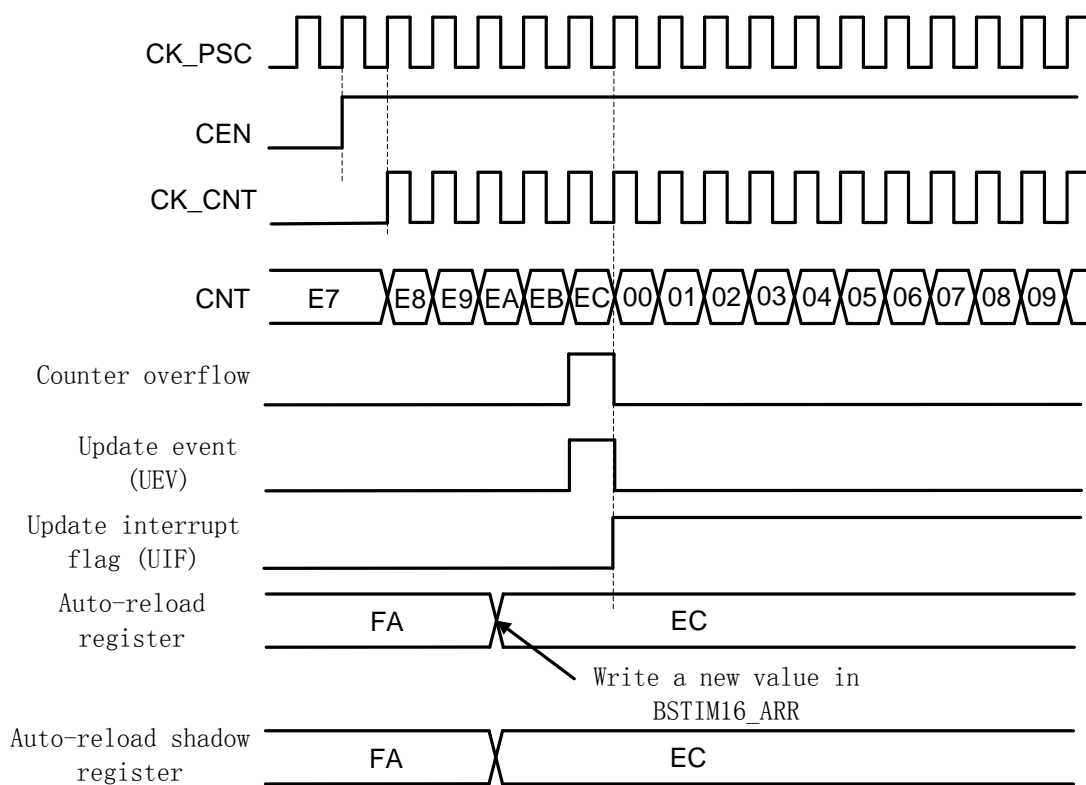 CK_PSC
CEN
CK_CNT
CNT E7 E8 E9 EA EB EC 00 01 02 03 04 05 06 07 08 09
Counter overflow
Update event
(UEV)
Update interrupt
flag (UIF)
Auto-reload
register
FA EC
Write a new value in
BSTIM16_ARR
Auto-reload shadow
register
FA EC